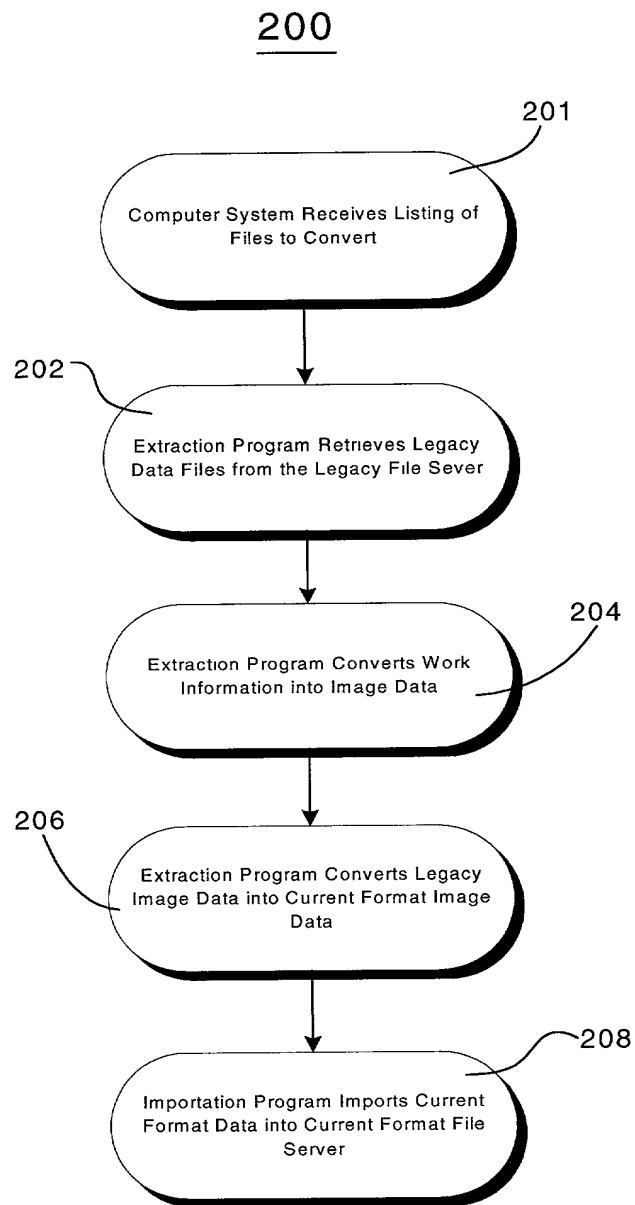 200
201
Computer System Receives Listing of
Files to Convert
202
Extraction Program Retrieves Legacy
Data Files from the Legacy File Sever
204
Extraction Program Converts Work
Information into Image Data
206
Extraction Program Converts Legacy
Image Data into Current Format Image
Data
208
Importation Program Imports Current
Format Data into Current Format File
Server